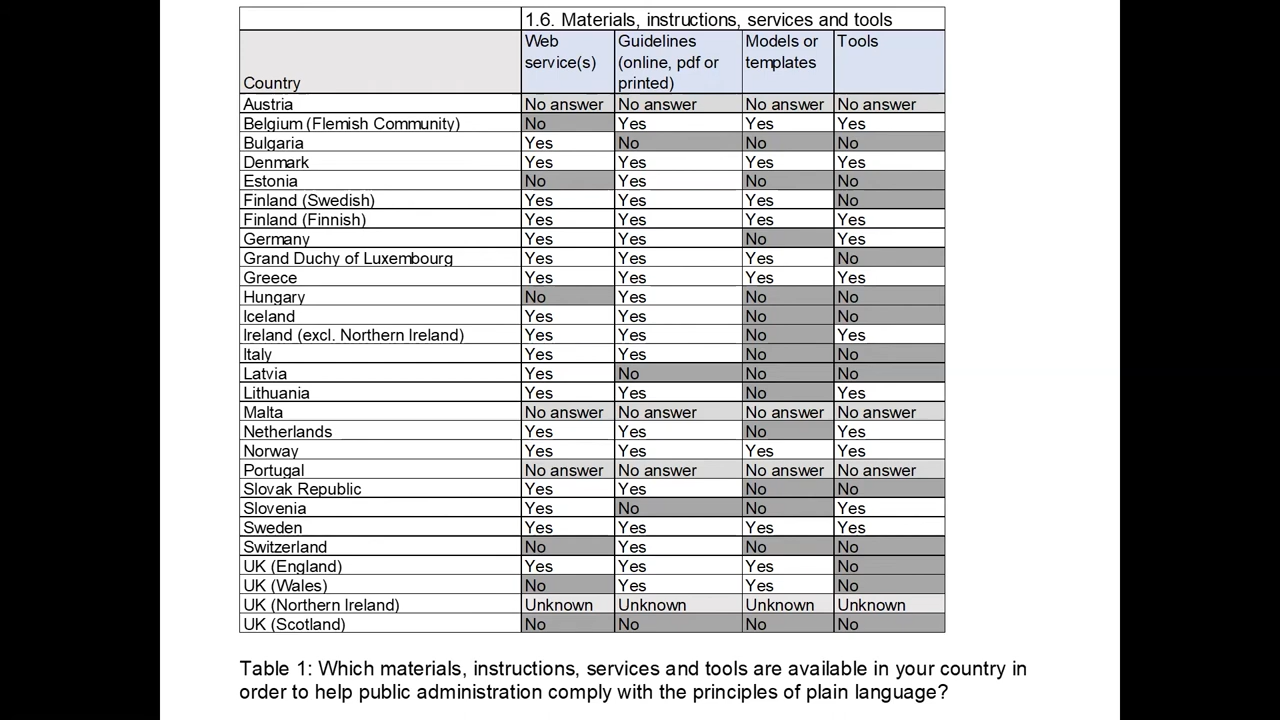 1.6. Materials, instructions, services and tools
Country Web service(s) Guidelines (online, pdf or printed) Models or templates Tools
Austria No answer No answer No answer No answer
Belgium (Flemish Community) No Yes Yes Yes
Bulgaria Yes No No No
Denmark Yes Yes Yes Yes
Estonia No Yes No No
Finland (Swedish) Yes Yes Yes No
Finland (Finnish) Yes Yes Yes Yes
Germany Yes Yes No Yes
Grand Duchy of Luxembourg Yes Yes Yes No
Greece Yes Yes Yes Yes
Hungary No Yes No No
Iceland Yes Yes No No
Ireland (excl. Northern Ireland) Yes Yes No Yes
Italy Yes Yes No No
Latvia Yes No No No
Lithuania Yes Yes No Yes
Malta No answer No answer No answer No answer
Netherlands Yes Yes No Yes
Norway Yes Yes Yes Yes
Portugal No answer No answer No answer No answer
Slovak Republic Yes Yes No No
Slovenia Yes No No Yes
Sweden Yes Yes Yes Yes
Switzerland No Yes No No
UK (England) Yes Yes Yes No
UK (Wales) No Yes Yes No
UK (Northern Ireland) Unknown Unknown Unknown Unknown
UK (Scotland) No No No No
Table 1: Which materials, instructions, services and tools are available in your country in
order to help public administration comply with the principles of plain language?